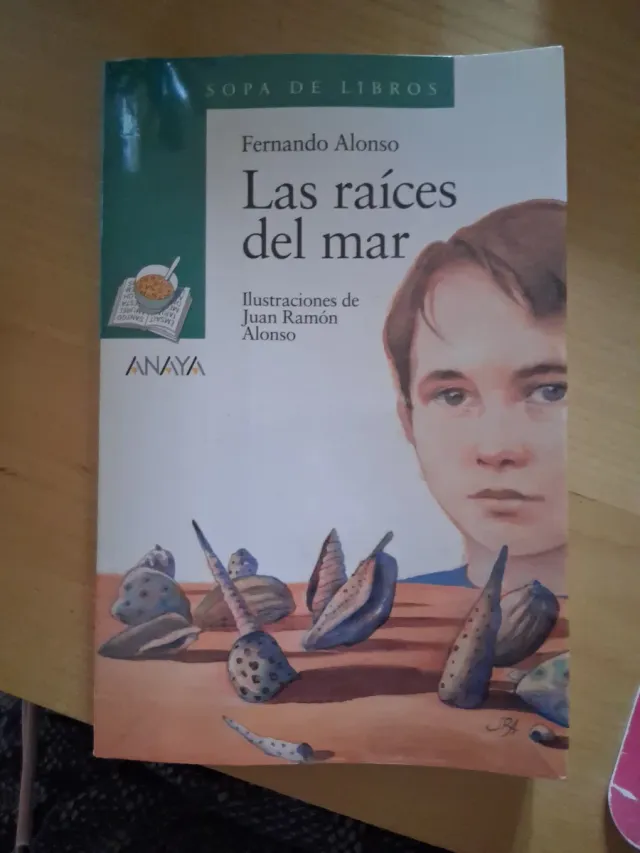 SOPA DE LIBROS
Fernando Alonso
Las raíces
del mar
Ilustraciones de
Juan Ramón
Alonso
ANAYA